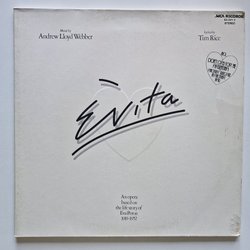 Music by
Andrew Lloyd Webber
Lyrics by
Tim Rice
MCA RECORDS
STEREO
Evita
An opera
based on
the life story of
Eva Peron
1919-1952